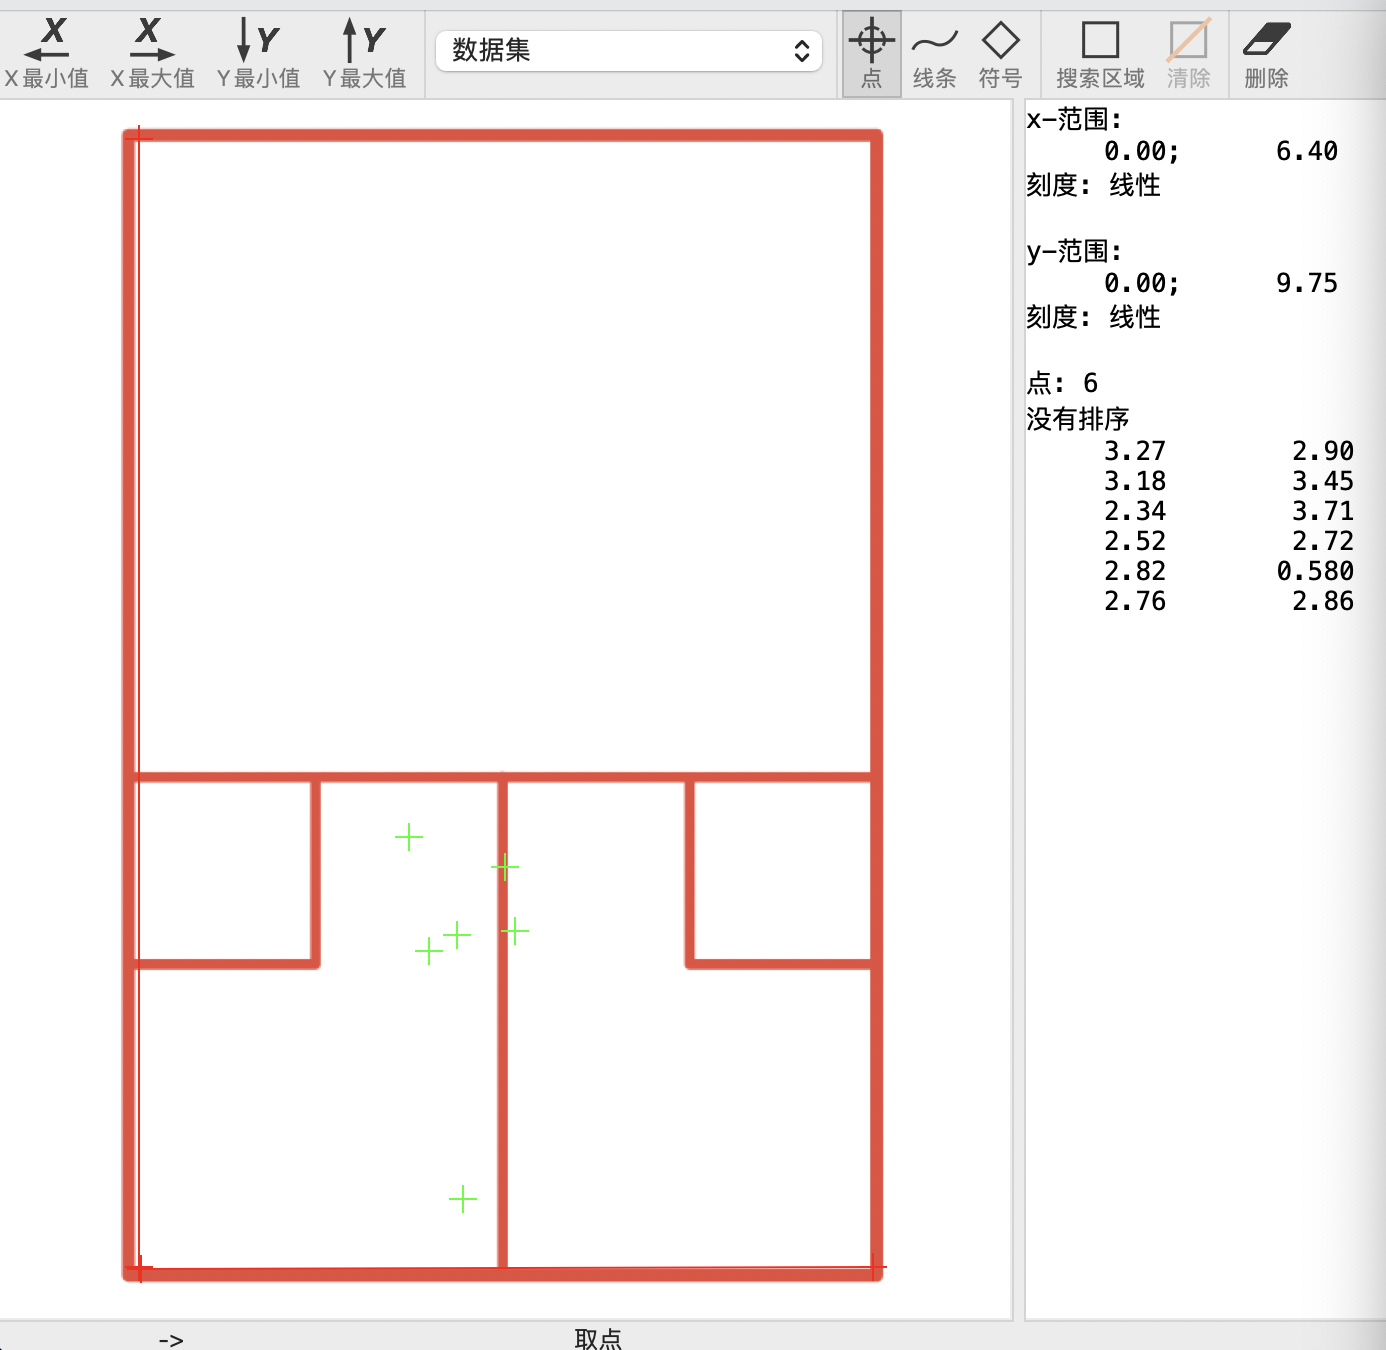 X X Y Y
X 最小值 X 最大值 Y 最小值 Y 最大值 数据集 点 线条 符号 搜索区域 清除 删除
x-范围:
0.00; 6.40
刻度: 线性
y-范围:
0.00; 9.75
刻度: 线性
点: 6
没有排序
3.27 2.90
3.18 3.45
2.34 3.71
2.52 2.72
2.82 0.580
2.76 2.86
-> 取点